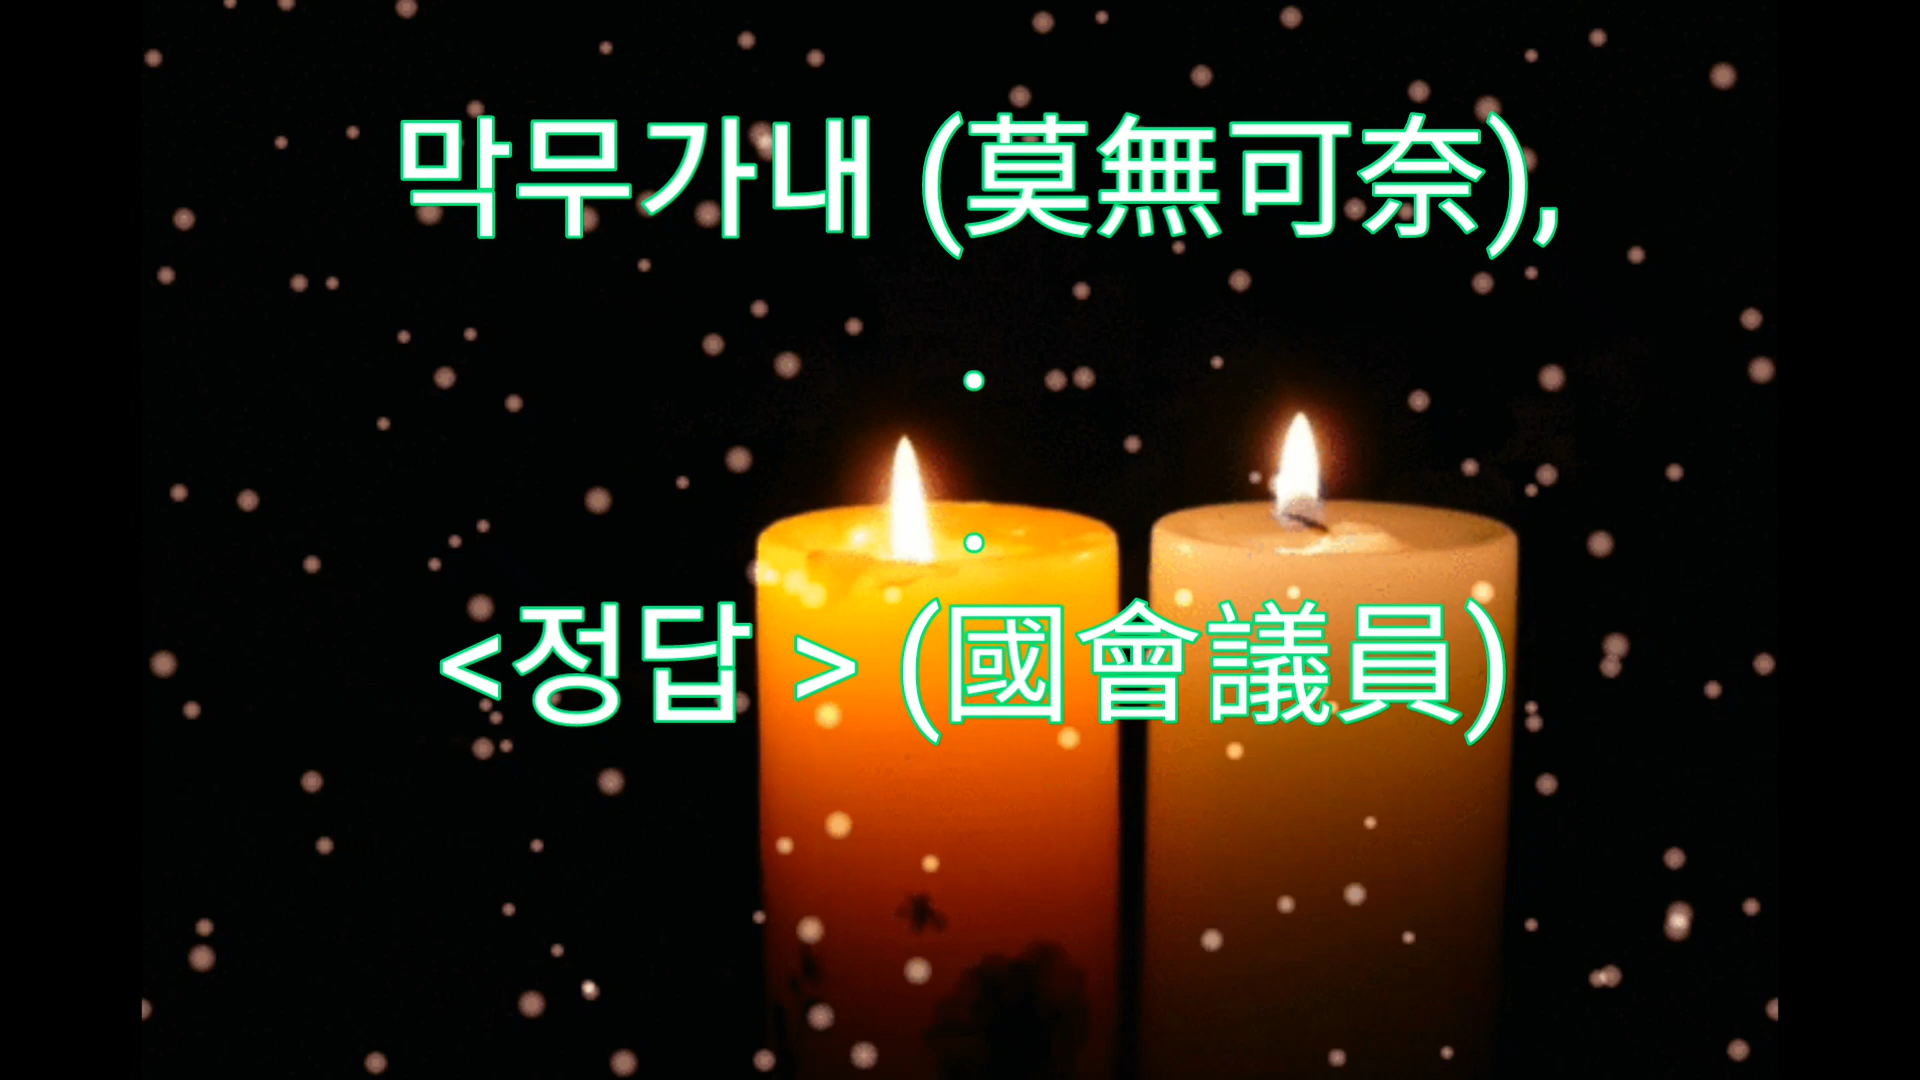 막무가내 (莫無可奈),
.
.
<정답 > (國會議員)